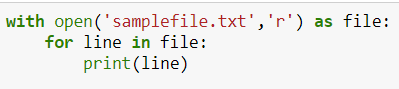 with open('samplefile.txt','r') as file:
    for line in file:
        print(line)